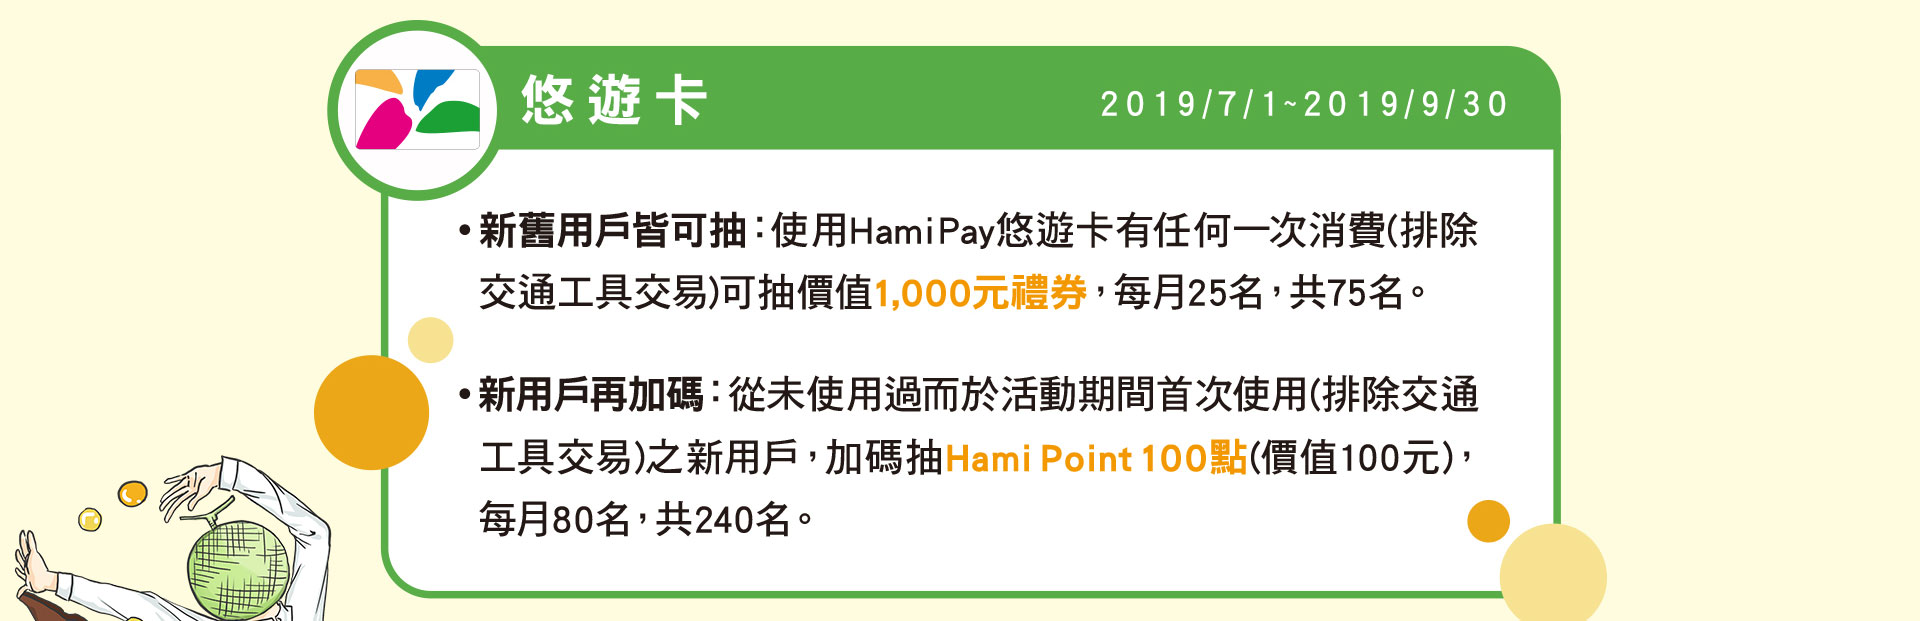 悠遊卡
2019/7/1~2019/9/30
•新舊用戶皆可抽：使用HamiPay悠遊卡有任何一次消費(排除
交通工具交易)可抽價值1,000元禮券，每月25名，共75名。
•新用戶再加碼：從未使用過而於活動期間首次使用(排除交通
工具交易)之新用戶，加碼抽Hami Point 100點(價值100元)，
每月80名，共240名。